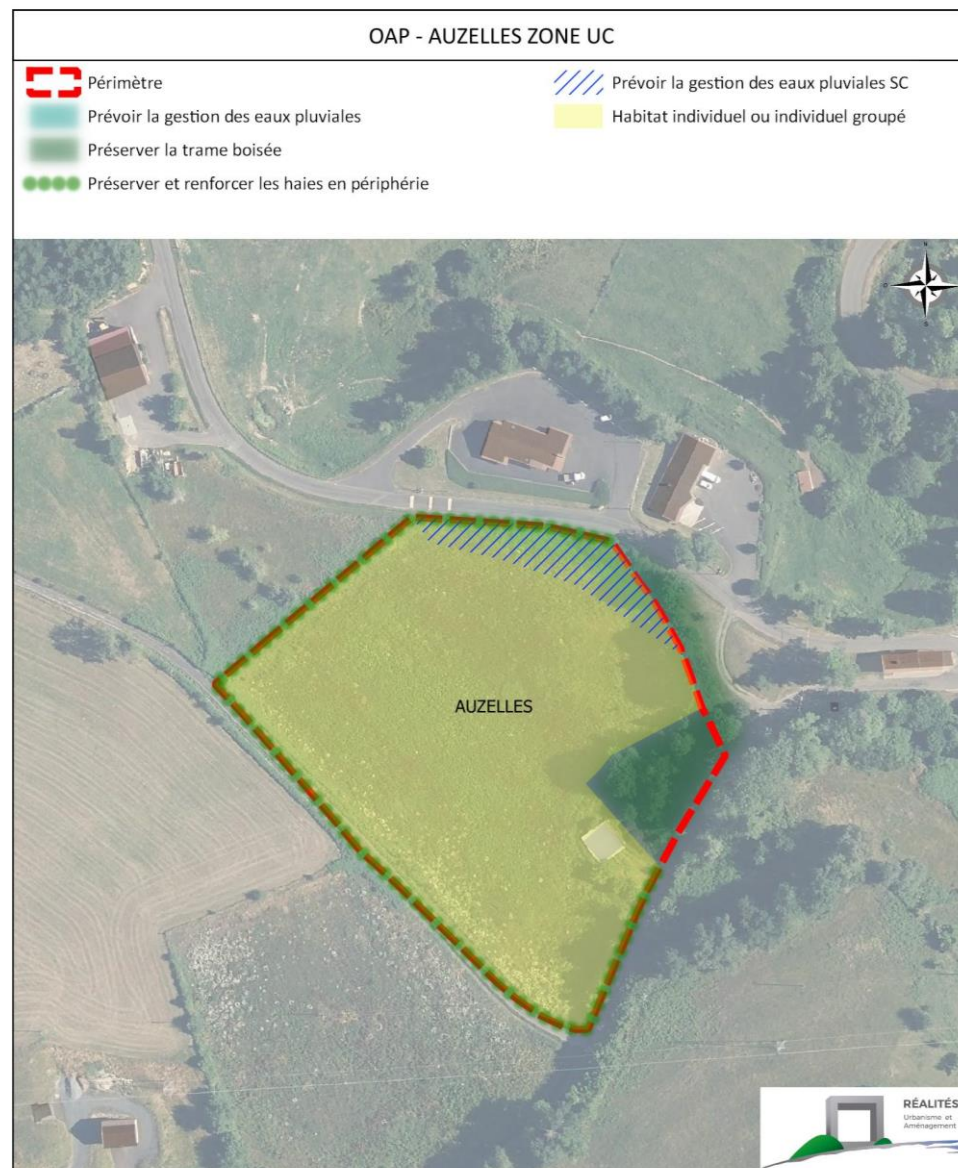 OAP - AUZELLES ZONE UC
Périmètre
Prévoir la gestion des eaux pluviales
Préserver la trame boisée
Préserver et renforcer les haies en périphérie
Prévoir la gestion des eaux pluviales SC
Habitat individuel ou individuel groupé
AUZELLES
RÉALITÉS
Urbanisme et
Aménagement